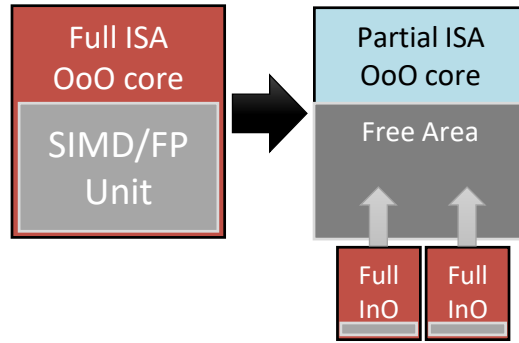 Full ISA
OoO core
SIMD/FP
Unit
Partial ISA
OoO core
Free Area
Full
InO
Full
InO